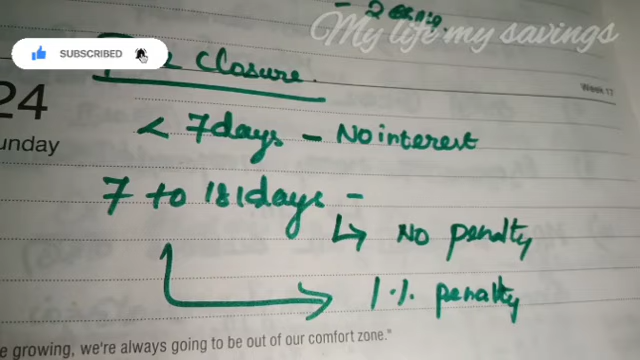 My life my savings
SUBSCRIBED
closure.
Week 17
24
unday
< 7days - No interest
7 to 181days -
↳ No penalty
1.1. penalty
e growing, we're always going to be out of our comfort zone."